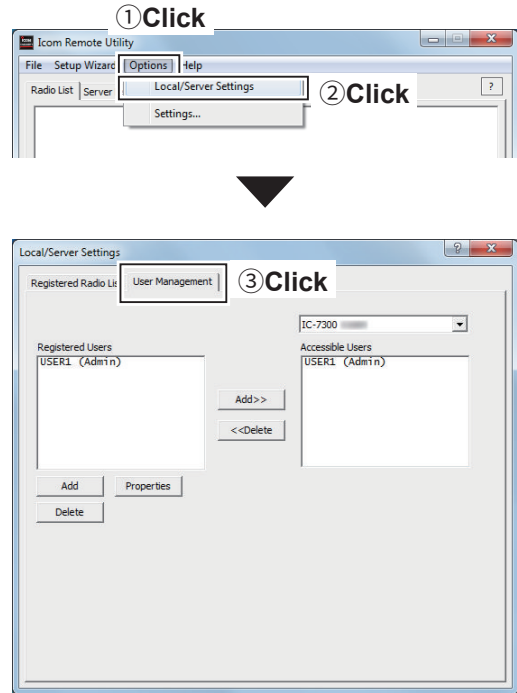 ①Click
Icom Remote Utility
File Setup Wizard Options Help
Radio List Server
Local/Server Settings
②Click
?
Settings...
Local/Server Settings
?
Registered Radio Li User Management
③Click
IC-7300
Registered Users
Accessible Users
USER1 (Admin)
USER1 (Admin)
Add>>
<<Delete
Add Properties
Delete